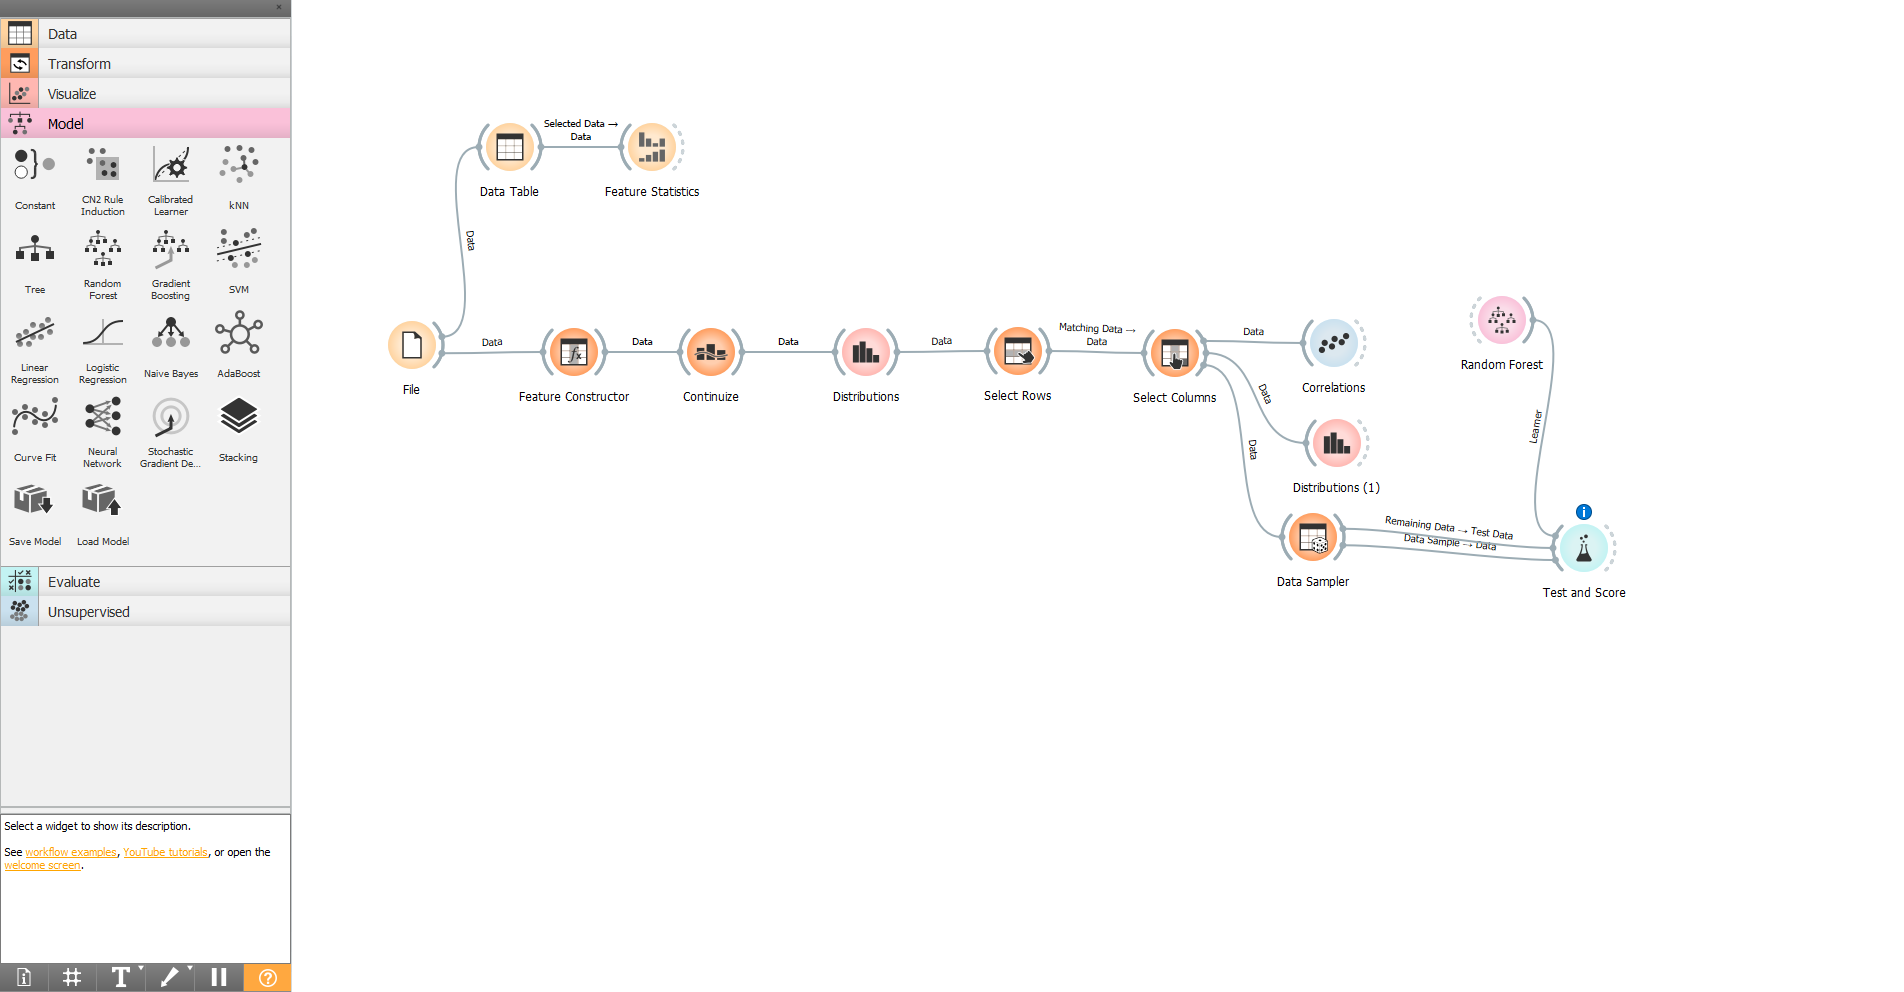 Data
Transform
Visualize
Model
Constant
CN2 Rule
Induction
Calibrated
Learner
kNN
Tree
Random
Forest
Gradient
Boosting
SVM
Linear
Regression
Logistic
Regression
Naive Bayes
AdaBoost
Curve Fit
Neural
Network
Stochastic
Gradient De...
Stacking
Save Model
Load Model
Evaluate
Unsupervised
Select a widget to show its description.
See workflow examples, YouTube tutorials, or open the
welcome screen.
Selected Data →
Data
Data Table
Feature Statistics
Data
File
Data
Feature Constructor
Data
Continuize
Data
Distributions
Data
Select Rows
Matching Data →
Data
Select Columns
Data
Correlations
Data
Distributions (1)
Data
Data Sampler
Remaining Data → Test Data
Data Sample → Data
Random Forest
Learner
Test and Score